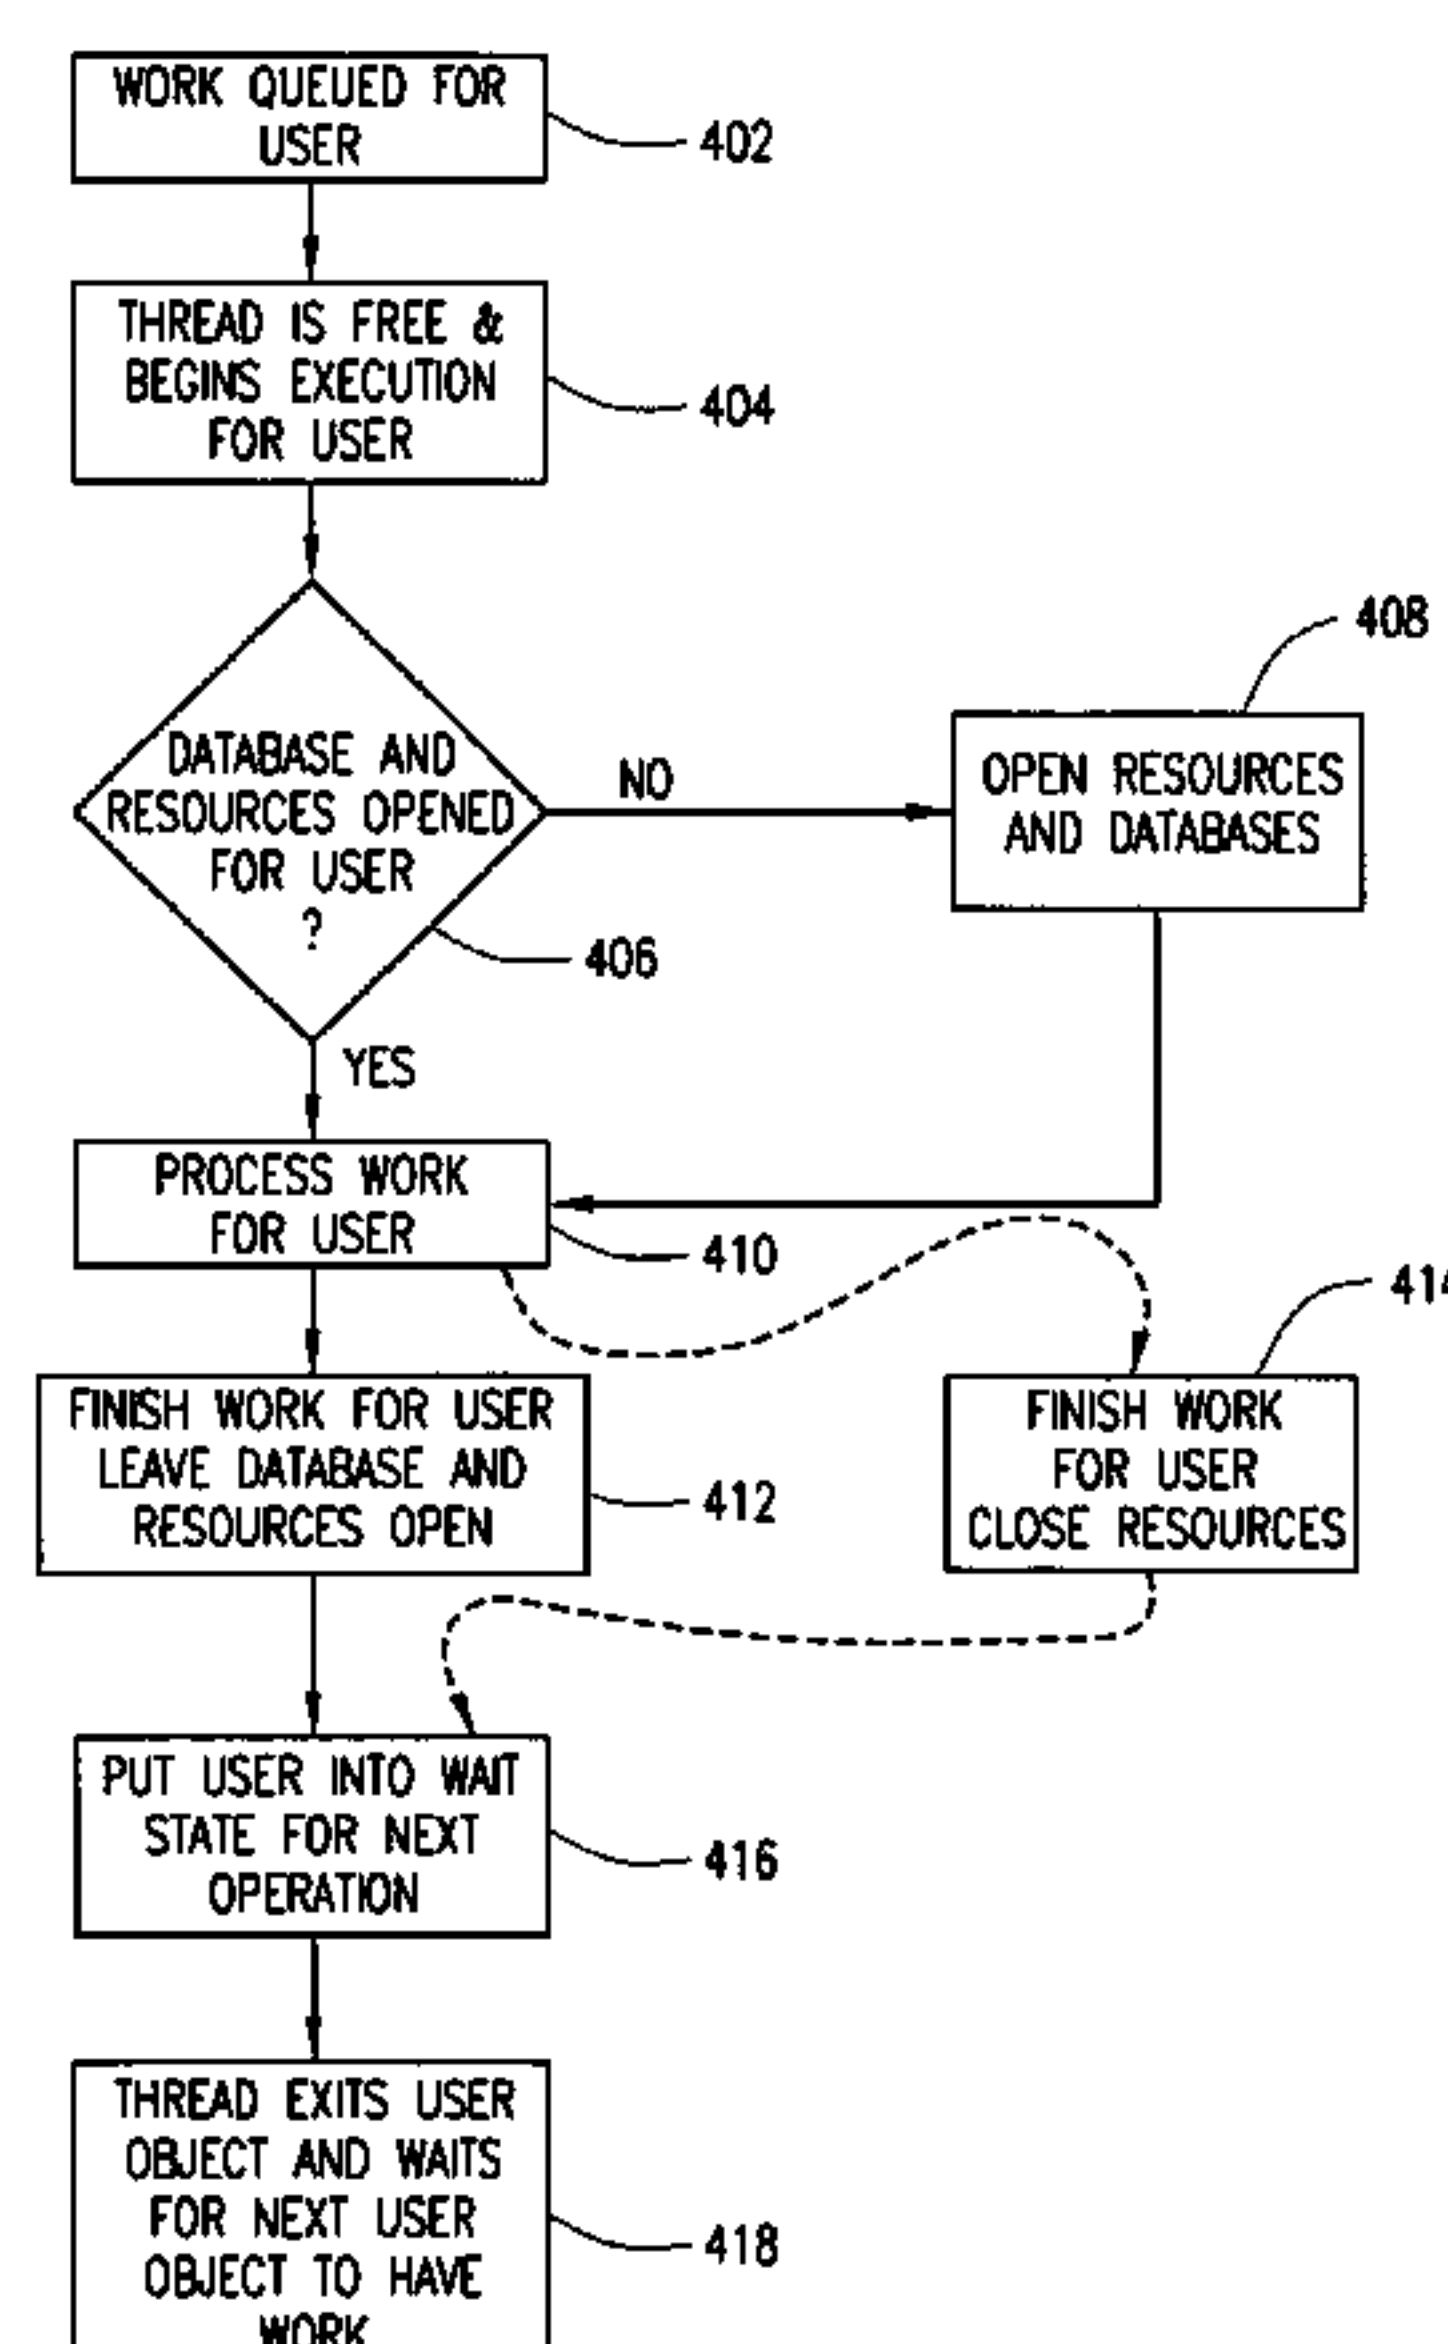 WORK QUEUED FOR
USER
402
THREAD IS FREE &
BEGINS EXECUTION
FOR USER
404
DATABASE AND
RESOURCES OPENED
FOR USER
?
406
NO
408
OPEN RESOURCES
AND DATABASES
YES
PROCESS WORK
FOR USER
410
FINISH WORK FOR USER
LEAVE DATABASE AND
RESOURCES OPEN
412
414
FINISH WORK
FOR USER
CLOSE RESOURCES
PUT USER INTO WAIT
STATE FOR NEXT
OPERATION
416
THREAD EXITS USER
OBJECT AND WAITS
FOR NEXT USER
OBJECT TO HAVE
WORK
418